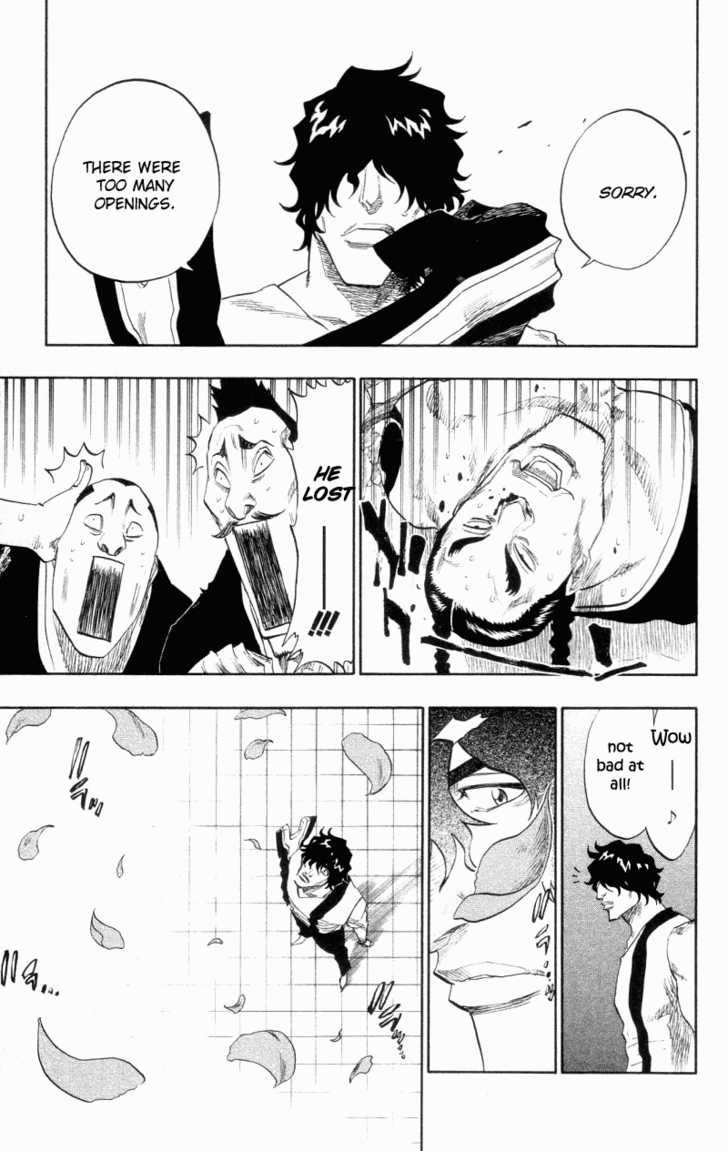 SORRY.
THERE WERE
TOO MANY
OPENINGS.
HE
LOST
!!!
Wow
♪
not
bad at
all!